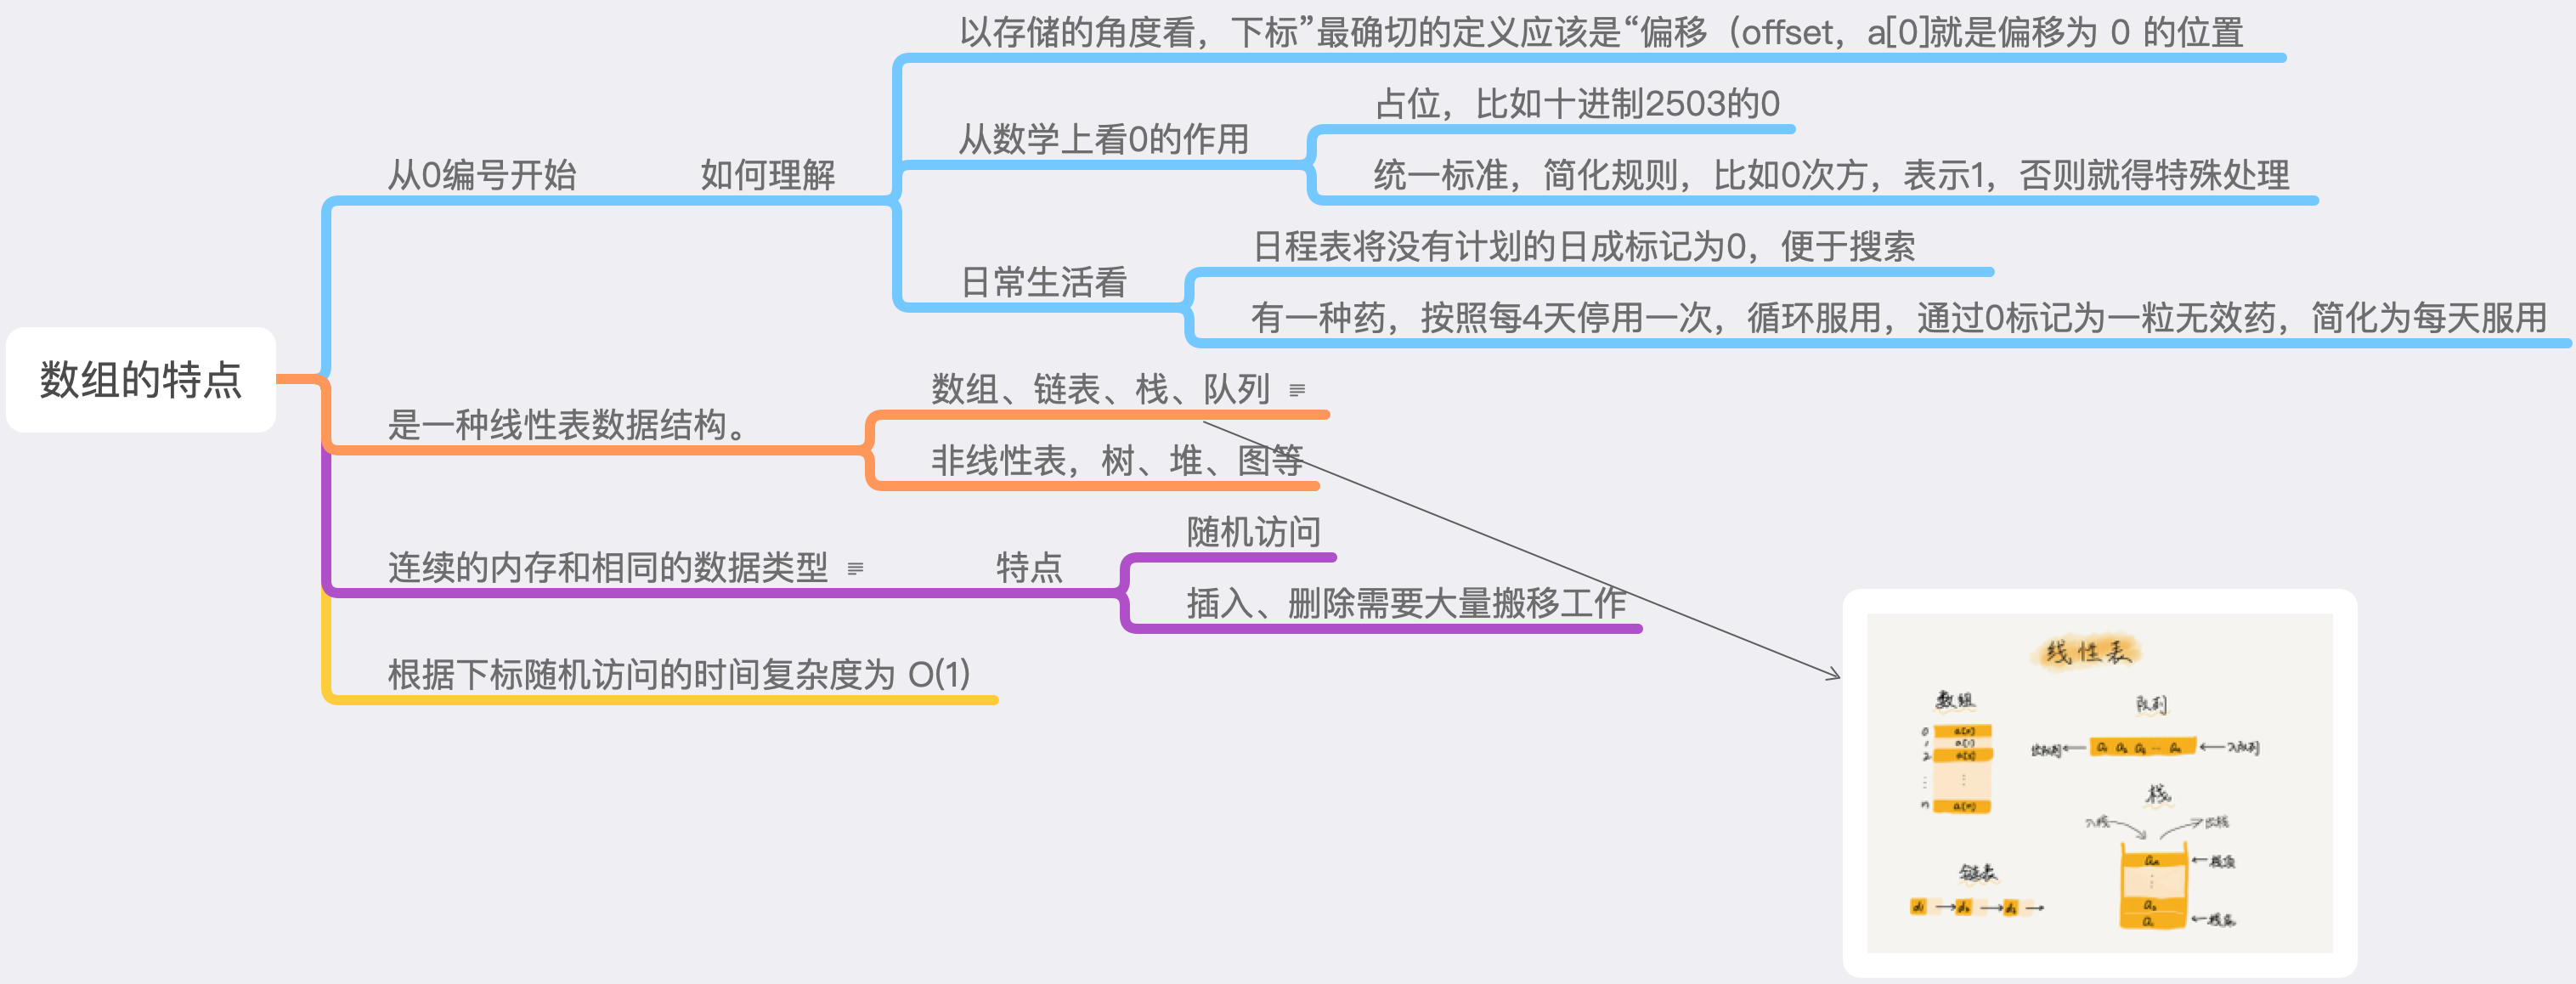 以存储的角度看，下标”最确切的定义应该是“偏移（offset，a[0]就是偏移为 0 的位置
占位，比如十进制2503的0
从数学上看0的作用
统一标准，简化规则，比如0次方，表示1，否则就得特殊处理
从0编号开始
如何理解
日程表将没有计划的日成标记为0，便于搜索
日常生活看
有一种药，按照每4天停用一次，循环服用，通过0标记为一粒无效药，简化为每天服用
数组的特点
数组、链表、栈、队列
是一种线性表数据结构。
非线性表，树、堆、图等
随机访问
连续的内存和相同的数据类型
特点
插入、删除需要大量搬移工作
根据下标随机访问的时间复杂度为 O(1)
线性表
数组
0 a[0]
1 a[1]
2 a[2]
n a[n]
队列
出队列 a₁ a₂ a₃ … aₙ 入队列
栈
入栈 出栈
aₙ 栈顶
a₂
a₁ 栈底
链表
d₁ d₂ d₃